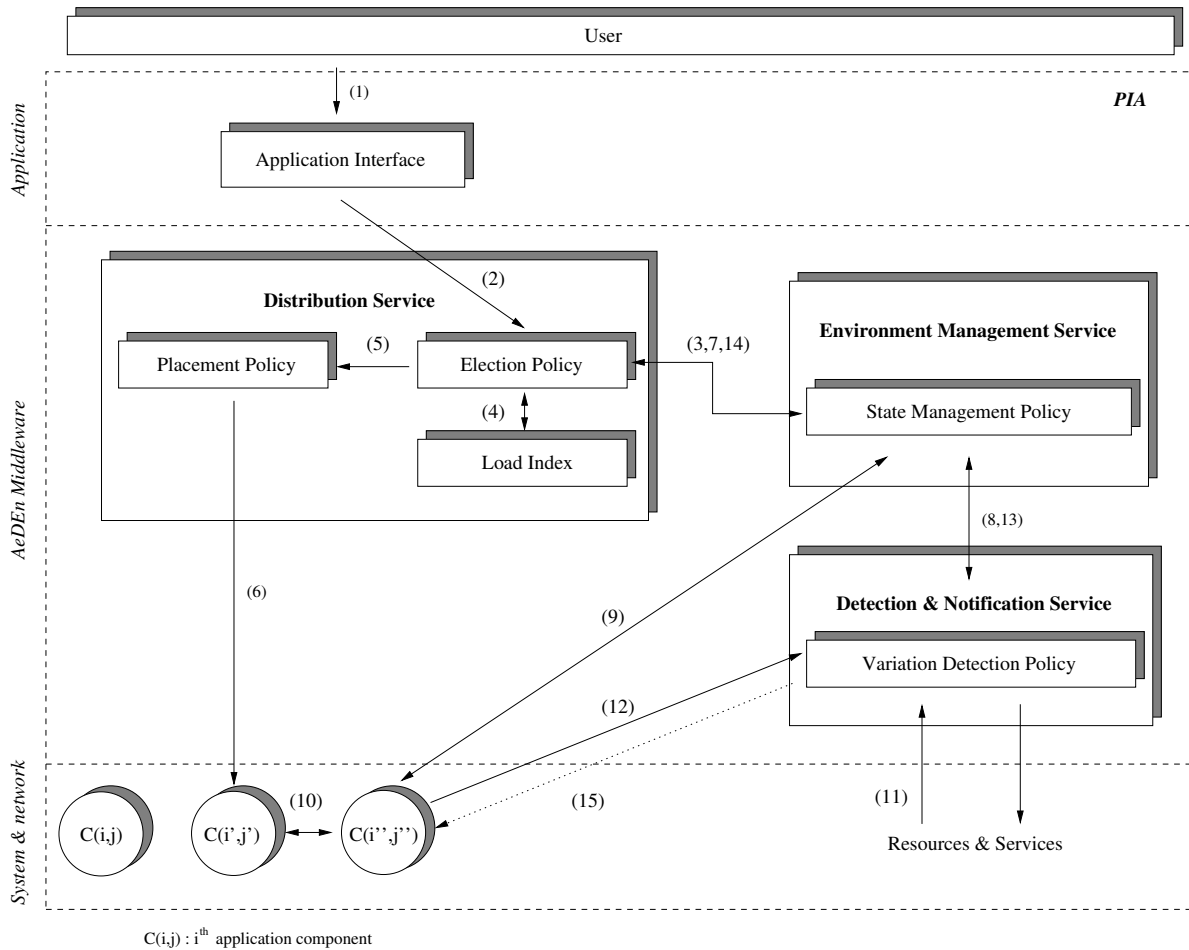 User
(1)
PIA
Application
Application Interface
(2)
Distribution Service
Environment Management Service
Placement Policy
(5)
Election Policy
(3,7,14)
State Management Policy
(4)
Load Index
AeDEn Middleware
(8,13)
(6)
(9)
Detection & Notification Service
Variation Detection Policy
(12)
System & network
(10)
(15)
(11)
C(i,j)
C(i',j')
C(i'',j'')
Resources & Services
C(i,j) : i th application component